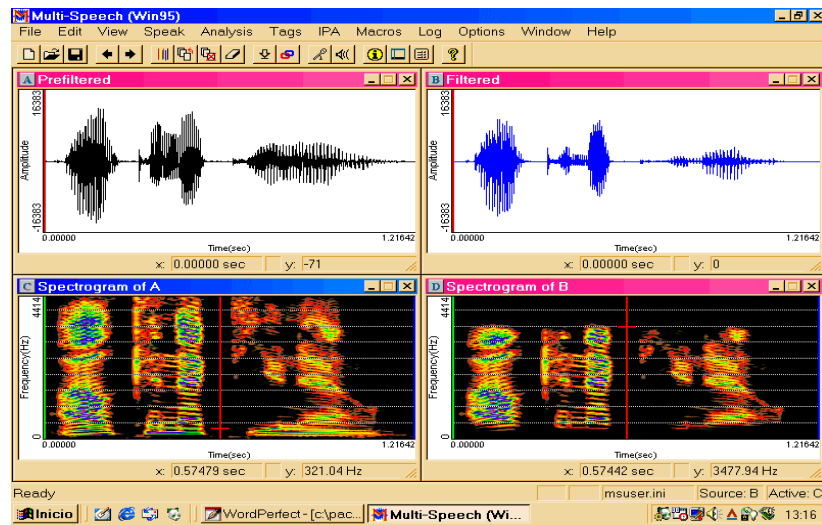 Multi-Speech (Win95)
File Edit View Speak Analysis Tags IPA Macros Log Options Window Help
A Prefiltered
B Filtered
16383
Amplitude
-16383
0.00000
1.21642
Time(sec)
x: 0.00000 sec y: -71
16383
Amplitude
-16383
0.00000
1.21642
Time(sec)
x: 0.00000 sec y: 0
C Spectrogram of A
D Spectrogram of B
4414
Frequency(Hz)
0
0.00000
1.21642
Time(sec)
x: 0.57479 sec y: 321.04 Hz
4414
Frequency(Hz)
0
0.00000
1.21642
Time(sec)
x: 0.57442 sec y: 3477.94 Hz
Ready msuser.ini Source: B Active: C
Inicio WordPerfect - [c:\pac... Multi-Speech (Wi... 13:16